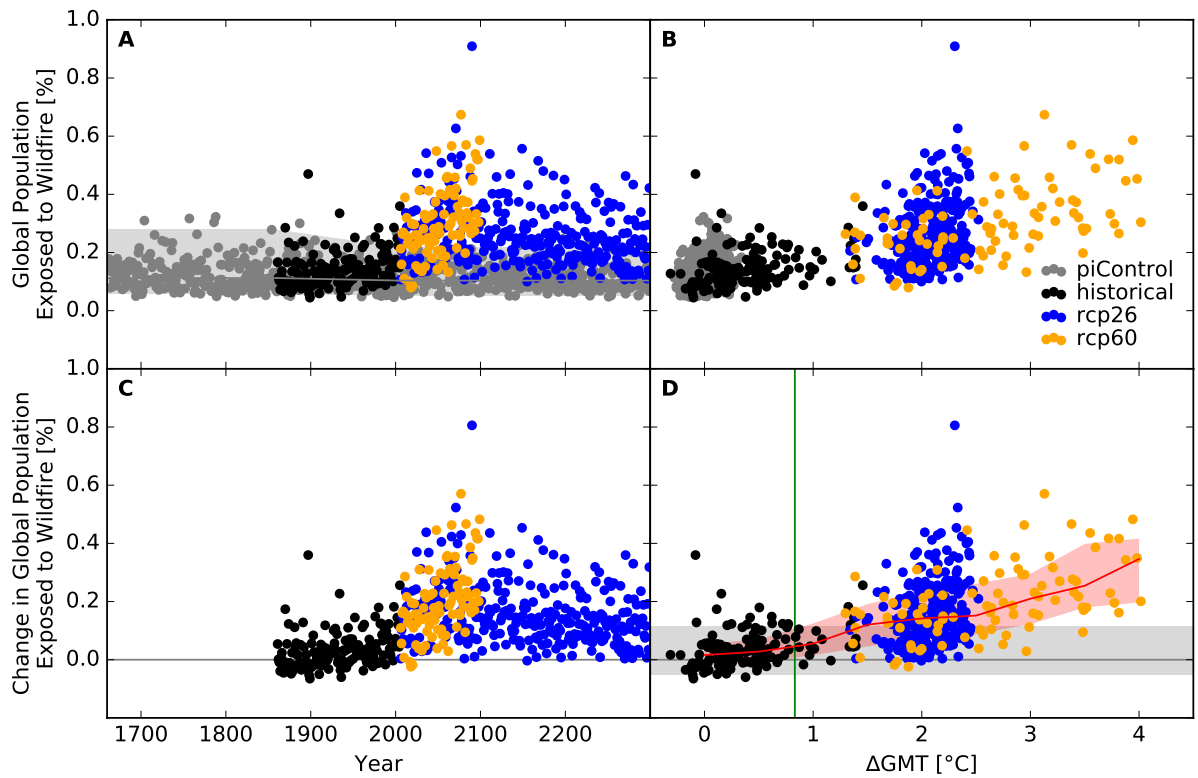 1.0
0.8
0.6
0.4
0.2
0.0
Global Population
Exposed to Wildfire [%]
A
B
piControl
historical
rcp26
rcp60
1.0
0.8
0.6
0.4
0.2
0.0
Change in Global Population
Exposed to Wildfire [%]
C
D
1700 1800 1900 2000 2100 2200
Year
0 1 2 3 4
ΔGMT [°C]